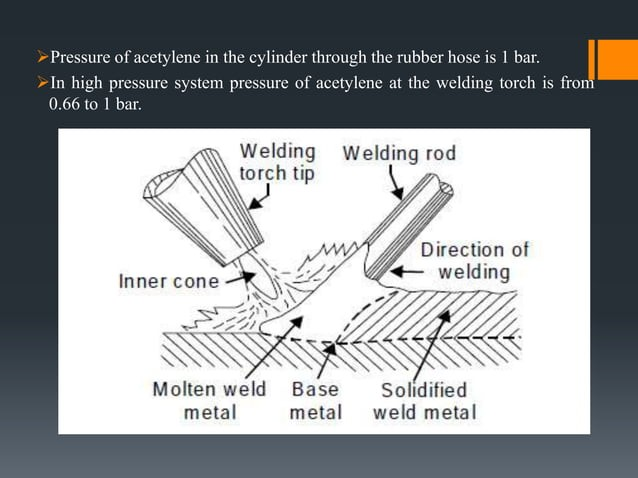 ➢Pressure of acetylene in the cylinder through the rubber hose is 1 bar.
➢In high pressure system pressure of acetylene at the welding torch is from
0.66 to 1 bar.
Welding
torch tip
Welding rod
Direction of
welding
Inner cone
Molten weld
metal
Base
metal
Solidified
weld metal